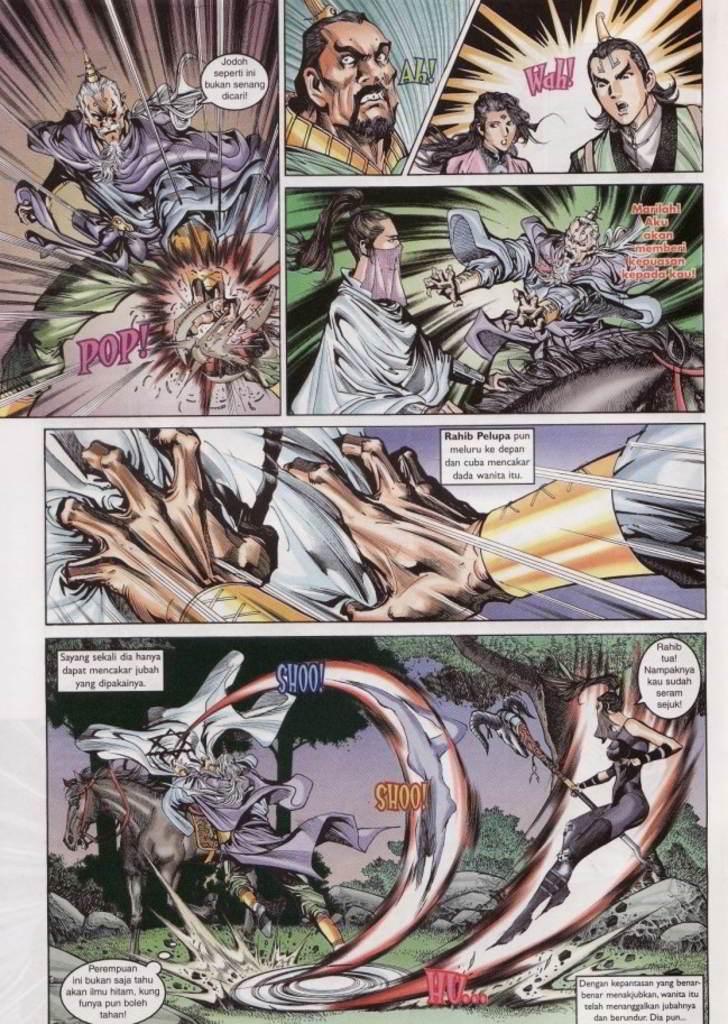 Jodoh
seperti ini
bukan senang
dicari!
Ah!
Wah!
POP!
Marilah!
Aku
akan
memberi
kepuasan
kepada kau!
Rahib Pelupa pun
meluru ke depan
dan cuba mencakar
dada wanita itu.
Sayang sekali dia hanya
dapat mencakar jubah
yang dipakainya.
SHOO!
SHOO!
Rahib
tua!
Nampaknya
kau sudah
seram
sejuk!
Perempuan
ini bukan saja tahu
akan ilmu hitam, kung
funya pun boleh
tahan!
HU...
Dengan kepantasan yang benar-
benar menakjubkan, wanita itu
telah menanggalkan jubahnya
dan berundur. Dia pun...